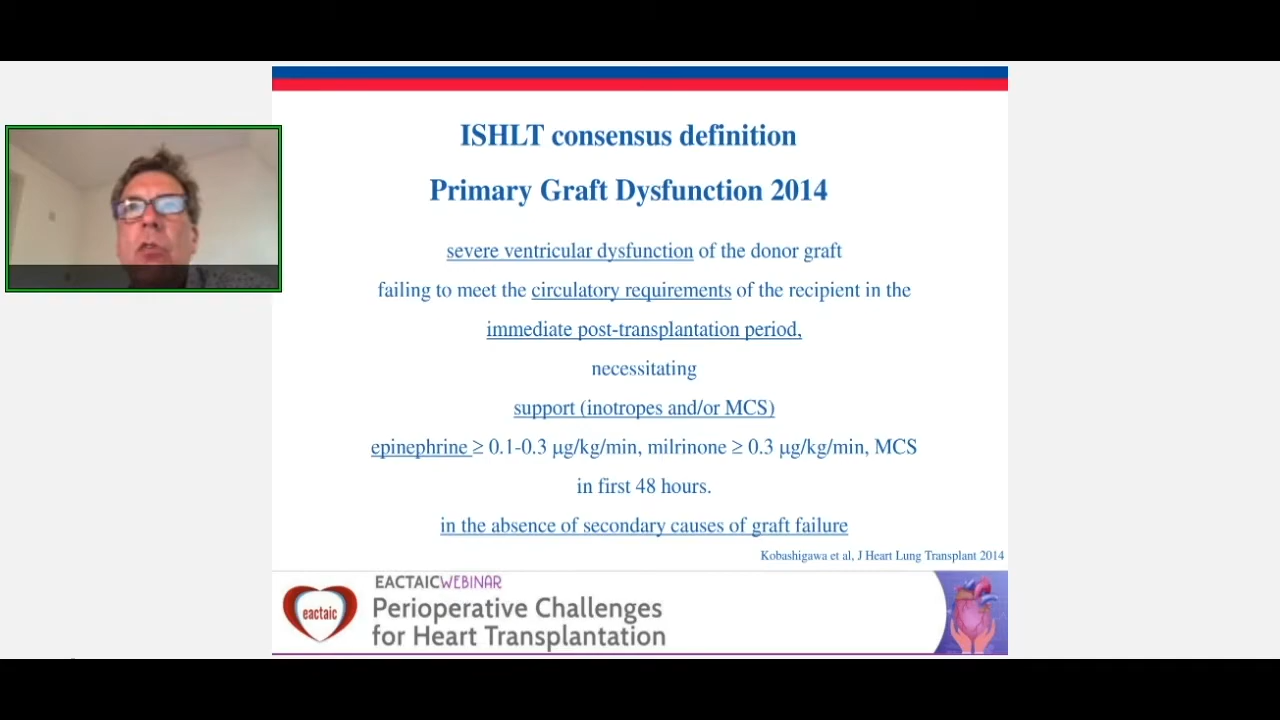 ISHLT consensus definition
Primary Graft Dysfunction 2014
severe ventricular dysfunction of the donor graft
failing to meet the circulatory requirements of the recipient in the
immediate post-transplantation period,
necessitating
support (inotropes and/or MCS)
epinephrine ≥ 0.1-0.3 μg/kg/min, milrinone ≥ 0.3 μg/kg/min, MCS
in first 48 hours.
in the absence of secondary causes of graft failure
Kobashigawa et al, J Heart Lung Transplant 2014
EACTAICWEBINAR
eactaic
Perioperative Challenges
for Heart Transplantation